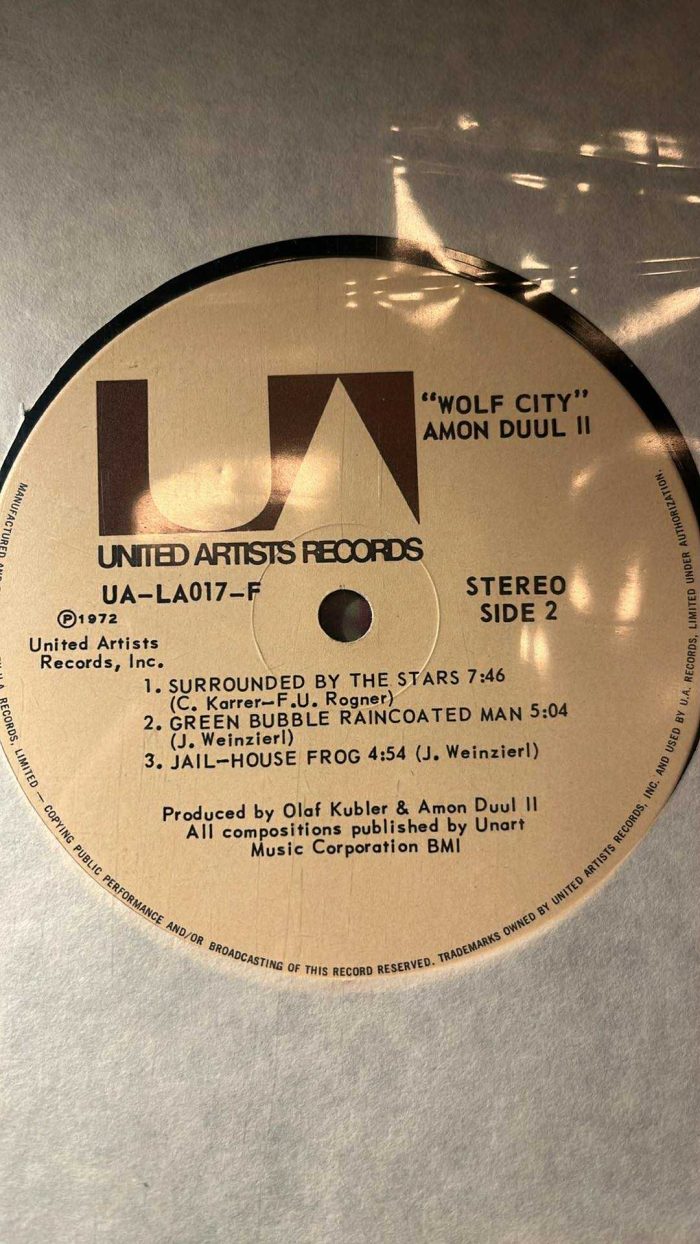 UA
"WOLF CITY"
AMON DUUL II
UNITED ARTISTS RECORDS
UA-LA017-F
Ⓟ1972
United Artists
Records, Inc.
STEREO
SIDE 2
1. SURROUNDED BY THE STARS 7:46
(C. Karrer-F.U. Rogner)
2. GREEN BUBBLE RAINCOATED MAN 5:04
(J. Weinzierl)
3. JAIL-HOUSE FROG 4:54 (J. Weinzierl)
Produced by Olaf Kubler & Amon Duul II
All compositions published by Unart
Music Corporation BMI
MANUFACTURED U.A. RECORDS, LIMITED — COPYING PUBLIC PERFORMANCE AND/OR BROADCASTING OF THIS RECORD RESERVED. TRADEMARKS OWNED BY UNITED ARTISTS RECORDS, INC. AND USED BY U.A. RECORDS, LIMITED UNDER AUTHORIZATION.